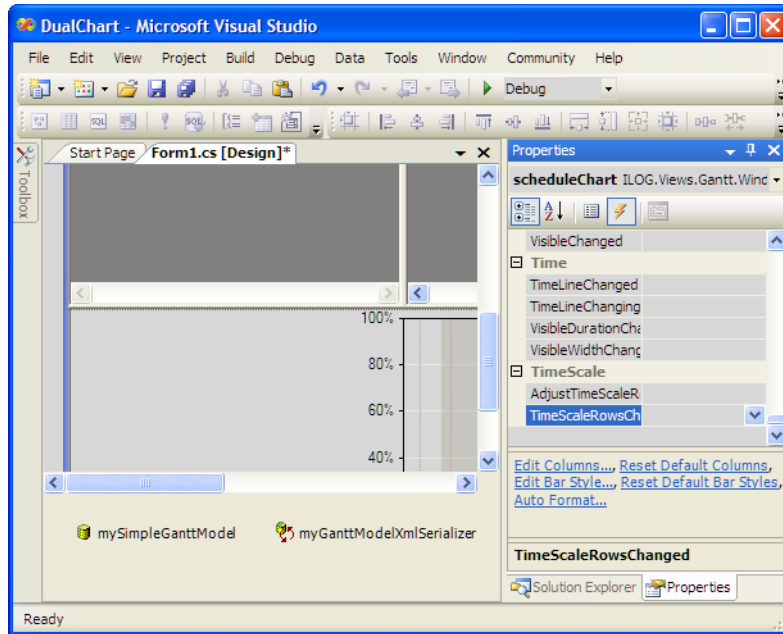 DualChart - Microsoft Visual Studio
File Edit View Project Build Debug Data Tools Window Community Help
Debug
Toolbox
Start Page Form1.cs [Design]*
100%
80%
60%
40%
mySimpleGanttModel myGanttModelXmlSerializer
Properties
scheduleChart ILOG.Views.Gantt.Wind
VisibleChanged
Time
TimeLineChanged
TimeLineChanging
VisibleDurationCha
VisibleWidthChang
TimeScale
AdjustTimeScaleR
TimeScaleRowsCh
Edit Columns..., Reset Default Columns,
Edit Bar Style..., Reset Default Bar Styles,
Auto Format...
TimeScaleRowsChanged
Solution Explorer Properties
Ready